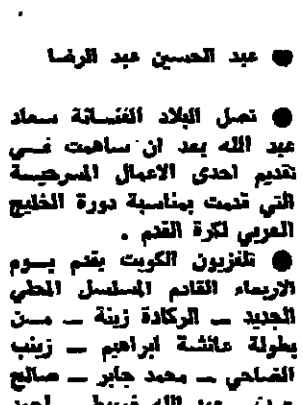 ● عبد الحسين عبد الرضا
● تصل البلاد الفنانة سعاد
عبد الله بعد ان ساهمت في
تقديم احدى الاعمال المسرحية
التي قدمت بمناسبة دورة الخليج
العربي لكرة القدم .
● تلفزيون الكويت يقدم يوم
الاربعاء القادم المسلسل المحلي
الجديد ـ الركادة زينة ـ من
بطولة عائشة ابراهيم ـ زينب
الضاحي ـ محمد جابر ـ صالح
عبد الله